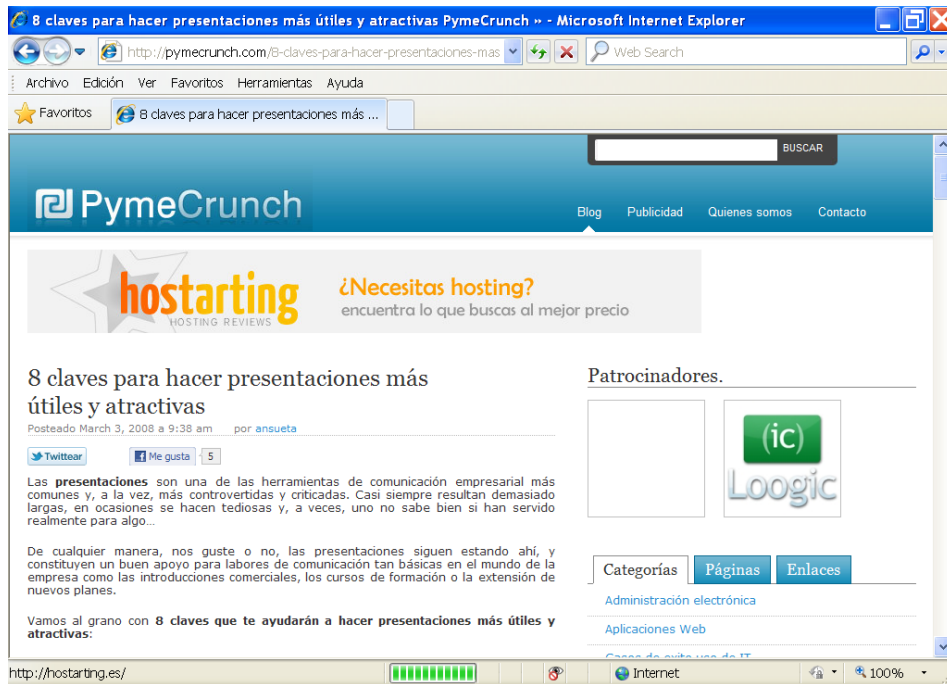 8 claves para hacer presentaciones más útiles y atractivas PymeCrunch » - Microsoft Internet Explorer
http://pymecrunch.com/8-claves-para-hacer-presentaciones-mas
Web Search
Archivo Edición Ver Favoritos Herramientas Ayuda
Favoritos
8 claves para hacer presentaciones más ...
BUSCAR
PymeCrunch
Blog Publicidad Quienes somos Contacto
hostarting
HOSTING REVIEWS
¿Necesitas hosting?
encuentra lo que buscas al mejor precio
8 claves para hacer presentaciones más
útiles y atractivas
Posteado March 3, 2008 a 9:38 am por ansueta
Twittear
Me gusta 5
Las presentaciones son una de las herramientas de comunicación empresarial más
comunes y, a la vez, más controvertidas y criticadas. Casi siempre resultan demasiado
largas, en ocasiones se hacen tediosas y, a veces, uno no sabe bien si han servido
realmente para algo…
De cualquier manera, nos guste o no, las presentaciones siguen estando ahí, y
constituyen un buen apoyo para labores de comunicación tan básicas en el mundo de la
empresa como las introducciones comerciales, los cursos de formación o la extensión de
nuevos planes.
Vamos al grano con 8 claves que te ayudarán a hacer presentaciones más útiles y
atractivas:
Patrocinadores.
(ic)
Loogic
Categorías Páginas Enlaces
Administración electrónica
Aplicaciones Web
Casos de exito uso de IT
http://hostarting.es/
Internet
100%